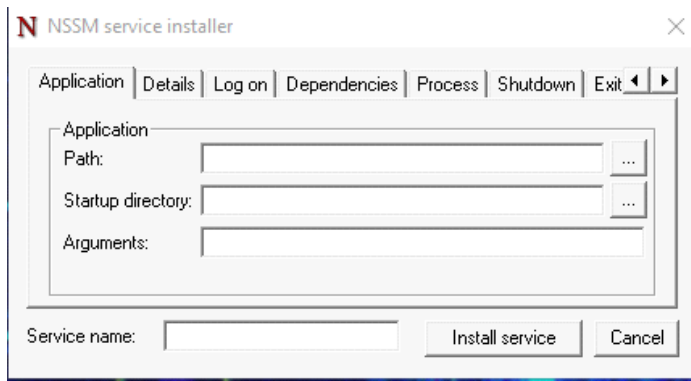 N NSSM service installer
Application Details Log on Dependencies Process Shutdown Exit
Application
Path: ...
Startup directory: ...
Arguments:
Service name: Install service Cancel